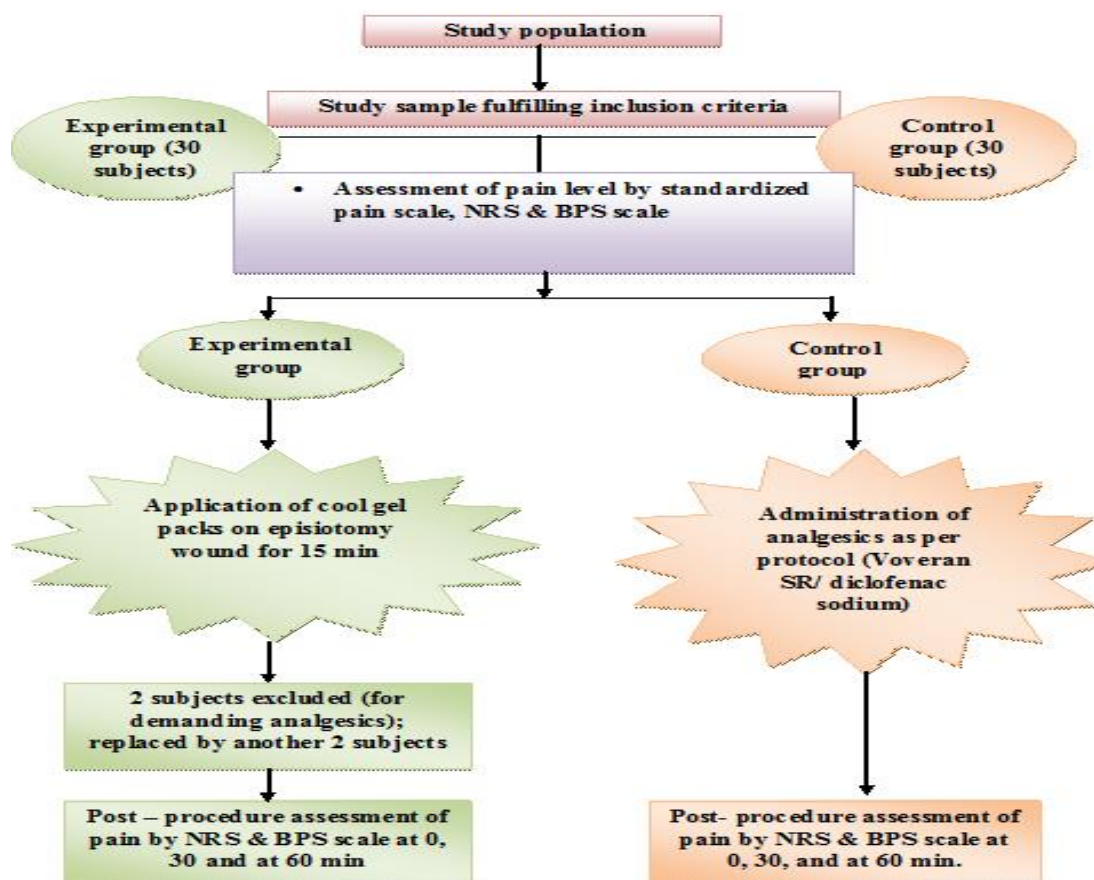 Study population
Study sample fulfilling inclusion criteria
Experimental
group (30
subjects)
Control
group (30
subjects)
• Assessment of pain level by standardized
pain scale, NRS & BPS scale
Experimental
group
Control
group
Application of cool gel
packs on episiotomy
wound for 15 min
Administration of
analgesics as per
protocol (Voveran
SR/ diclofenac
sodium)
2 subjects excluded (for
demanding analgesics);
replaced by another 2 subjects
Post – procedure assessment of
pain by NRS & BPS scale at 0,
30 and at 60 min
Post- procedure assessment of
pain by NRS & BPS scale at
0, 30, and at 60 min.